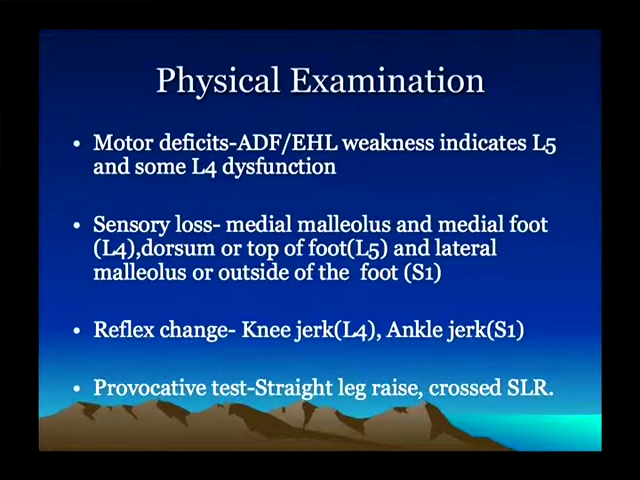 Physical Examination
• Motor deficits-ADF/EHL weakness indicates L5
and some L4 dysfunction
• Sensory loss- medial malleolus and medial foot
(L4),dorsum or top of foot(L5) and lateral
malleolus or outside of the  foot (S1)
• Reflex change- Knee jerk(L4), Ankle jerk(S1)
• Provocative test-Straight leg raise, crossed SLR.